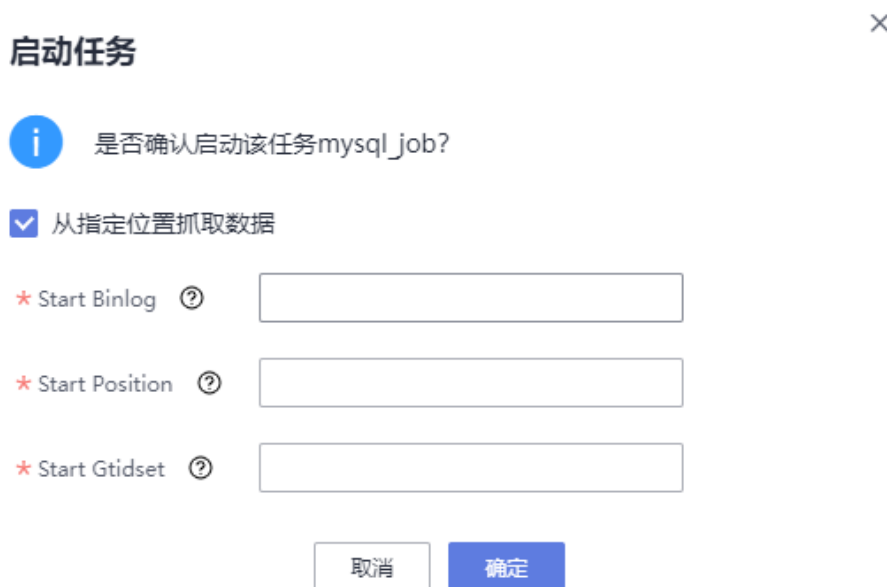 启动任务
是否确认启动该任务mysql_job?
从指定位置抓取数据
* Start Binlog
* Start Position
* Start Gtidset
取消 确定